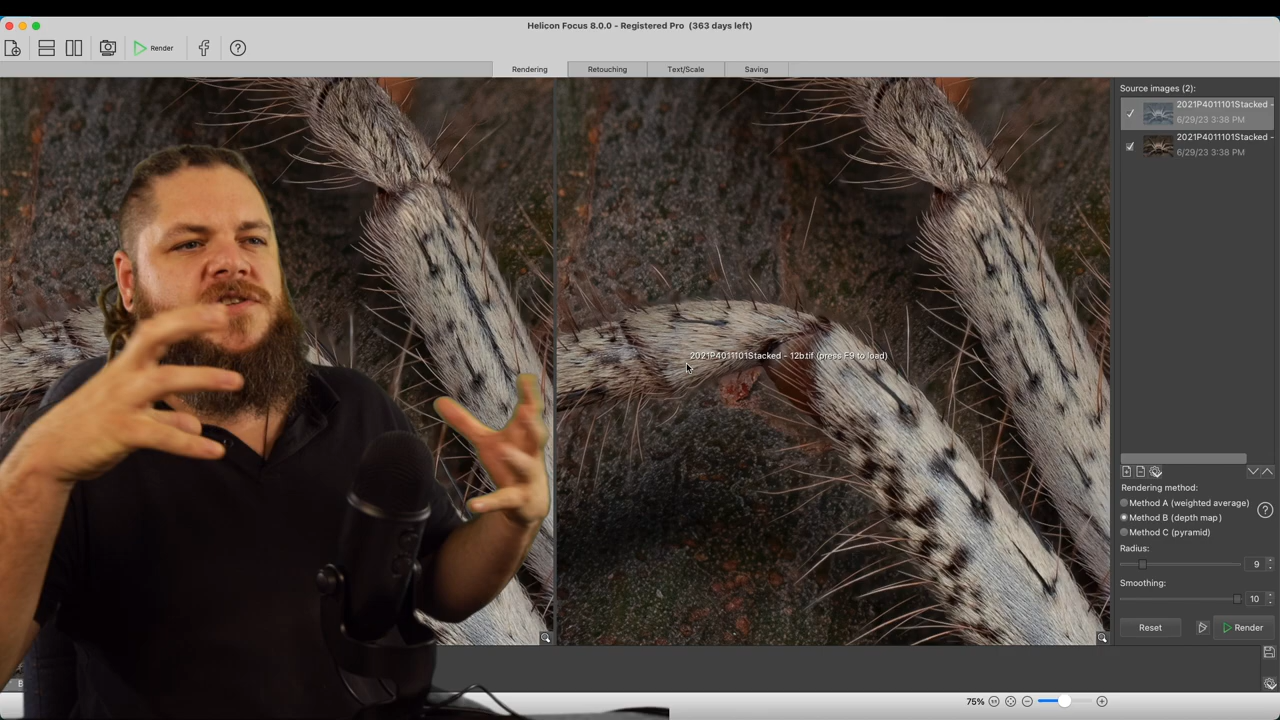 Helicon Focus 8.0.0 - Registered Pro (363 days left)
Render
Rendering
Retouching
Text/Scale
Saving
Source images (2):
2021P4011101Stacked -
6/29/23 3:38 PM
2021P4011101Stacked -
6/29/23 3:38 PM
2021P4011101Stacked - 12b.tif (press F9 to load)
Rendering method:
Method A (weighted average)
Method B (depth map)
Method C (pyramid)
Radius:
9
Smoothing:
10
Reset
Render
75%